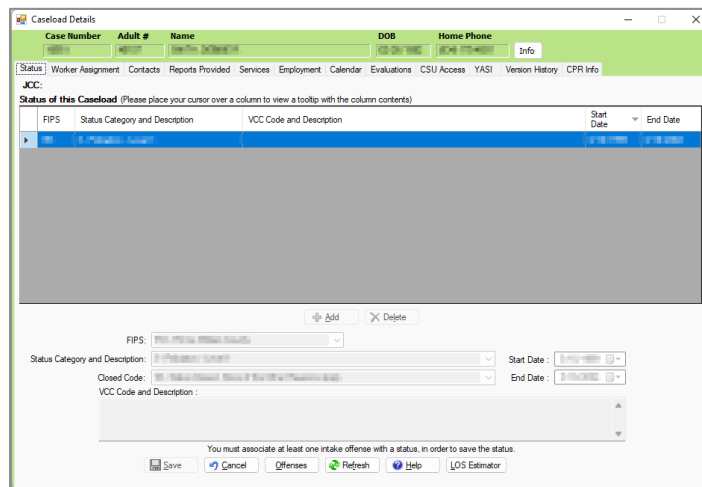 Caseload Details
Case Number Adult # Name DOB Home Phone
Info
Status Worker Assignment Contacts Reports Provided Services Employment Calendar Evaluations CSU Access YASI Version History CPR Info
JCC:
Status of this Caseload (Please place your cursor over a column to view a tooltip with the column contents)
FIPS Status Category and Description VCC Code and Description Start Date End Date
Add Delete
FIPS:
Status Category and Description: Start Date :
Closed Code: End Date :
VCC Code and Description :
You must associate at least one intake offense with a status, in order to save the status.
Save Cancel Offenses Refresh Help LOS Estimator